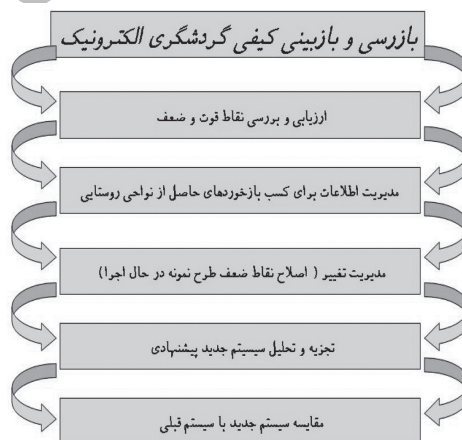 بازرسی و بازبینی کیفی گردشگری الکترونیک
ارزیابی و بررسی نقاط قوت و ضعف
مدیریت اطلاعات برای کسب بازخوردهای حاصل از نواحی روستایی
مدیریت تغییر ( اصلاح نقاط ضعف طرح نمونه در حال اجرا)
تجزیه و تحلیل سیستم جدید پیشنهادی
مقایسه سیستم جدید با سیستم قبلی